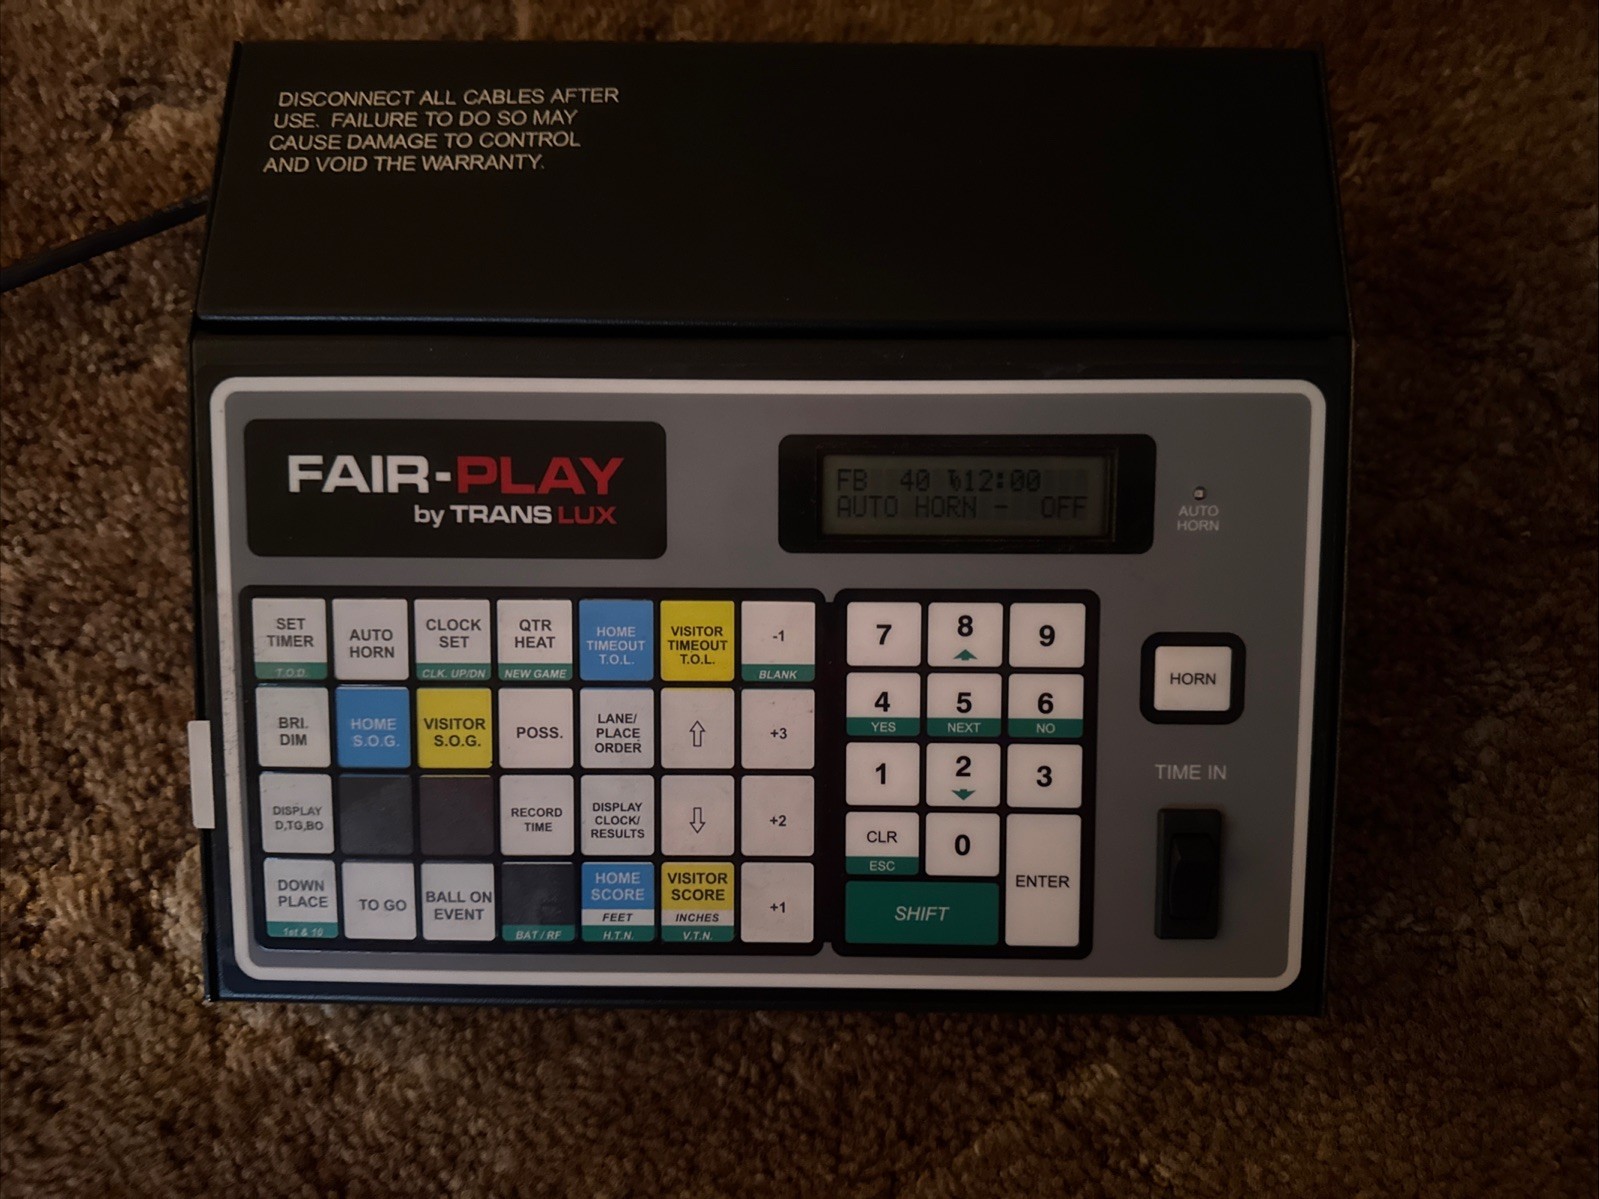 DISCONNECT ALL CABLES AFTER
USE. FAILURE TO DO SO MAY
CAUSE DAMAGE TO CONTROL
AND VOID THE WARRANTY.
FAIR-PLAY
by TRANS LUX
FB 40 12:00
AUTO HORN - OFF
AUTO
HORN
SET
TIMER
T.O.D.
AUTO
HORN
CLOCK
SET
CLK. UP/DN
QTR
HEAT
NEW GAME
HOME
TIMEOUT
T.O.L.
VISITOR
TIMEOUT
T.O.L.
-1
BLANK
BRI.
DIM
HOME
S.O.G.
VISITOR
S.O.G.
POSS.
LANE/
PLACE
ORDER
+3
DISPLAY
D,TG,BO
RECORD
TIME
DISPLAY
CLOCK/
RESULTS
+2
DOWN
PLACE
1st & 10
TO GO
BALL ON
EVENT
BAT / RF
HOME
SCORE
FEET
H.T.N.
VISITOR
SCORE
INCHES
V.T.N.
+1
7
8
9
4
YES
5
NEXT
6
NO
1
2
3
CLR
ESC
0
ENTER
SHIFT
HORN
TIME IN